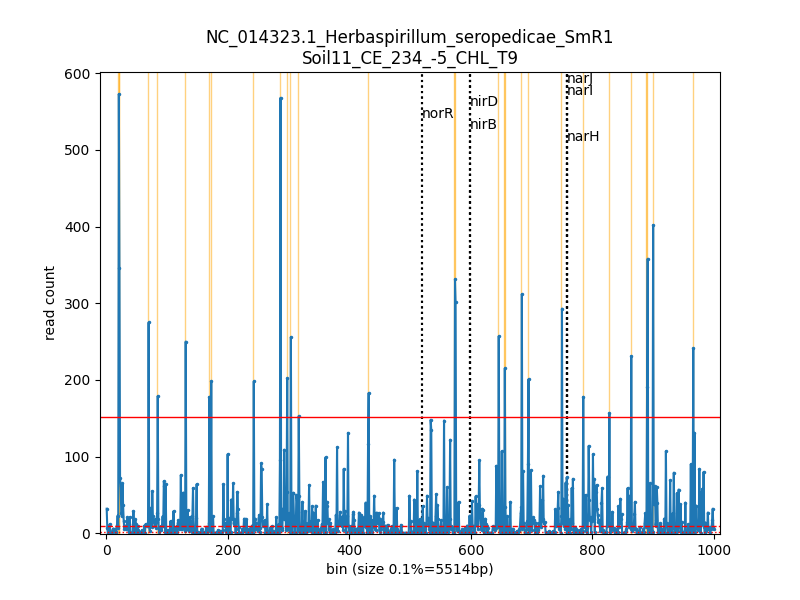 NC_014323.1_Herbaspirillum_seropedicae_SmR1
Soil11_CE_234_-5_CHL_T9
600
500
400
300
200
100
0
read count
norR
nirD
nirB
narJ
narI
narH
0
200
400
600
800
1000
bin (size 0.1%=5514bp)